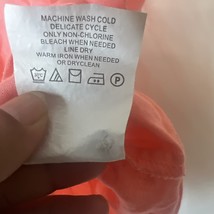 MACHINE WASH COLD
DELICATE CYCLE
ONLY NON-CHLORINE
BLEACH WHEN NEEDED
LINE DRY
WARM IRON WHEN NEEDED
OR DRYCLEAN
P